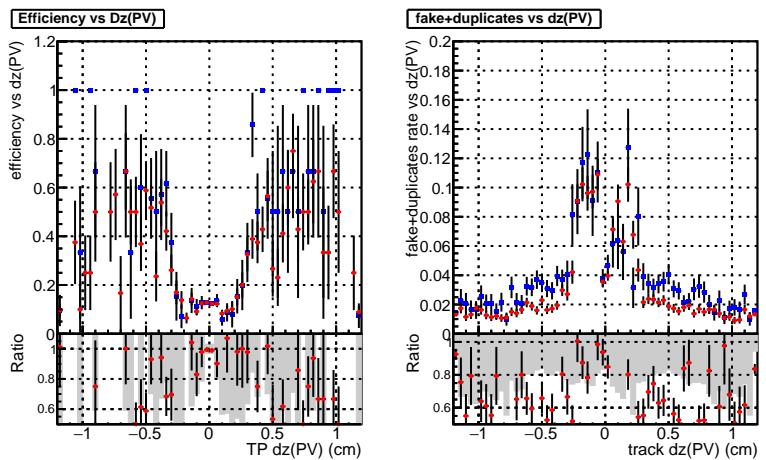 Efficiency vs Dz(PV)
efficiency vs dz(PV)
1.2
1
0.8
0.6
0.4
0.2
0
Ratio
1
0.8
0.6
−1 −0.5 0 0.5 1
TP dz(PV) (cm)
fake+duplicates vs dz(PV)
fake+duplicates rate vs dz(PV)
0.2
0.18
0.16
0.14
0.12
0.1
0.08
0.06
0.04
0.02
0
Ratio
0.8
0.6
−1 −0.5 0 0.5 1
track dz(PV) (cm)